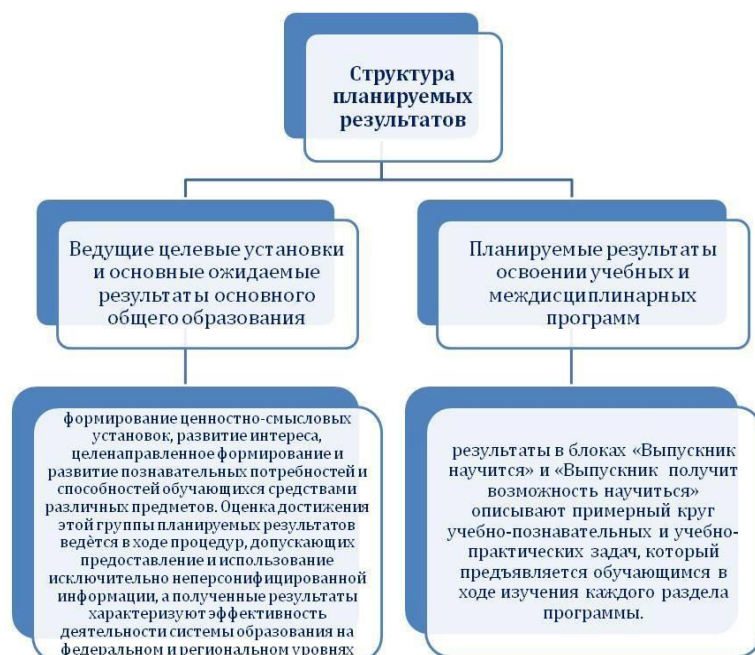 Структура
планируемых
результатов
Ведущие целевые установки
и основные ожидаемые
результаты основного
общего образования
Планируемые результаты
освоении учебных и
междисциплинарных
программ
формирование ценностно-смысловых
установок, развитие интереса,
целенаправленное формирование и
развитие познавательных потребностей и
способностей обучающихся средствами
различных предметов. Оценка достижения
этой группы планируемых результатов
ведѐтся в ходе процедур, допускающих
предоставление и использование
исключительно неперсонифицированной
информации, а полученные результаты
характеризуют эффективность
деятельности системы образования на
федеральном и региональном уровнях
результаты в блоках «Выпускник
научится» и «Выпускник получит
возможность научиться»
описывают примерный круг
учебно-познавательных и учебно-
практических задач, который
предъявляется обучающимся в
ходе изучения каждого раздела
программы.